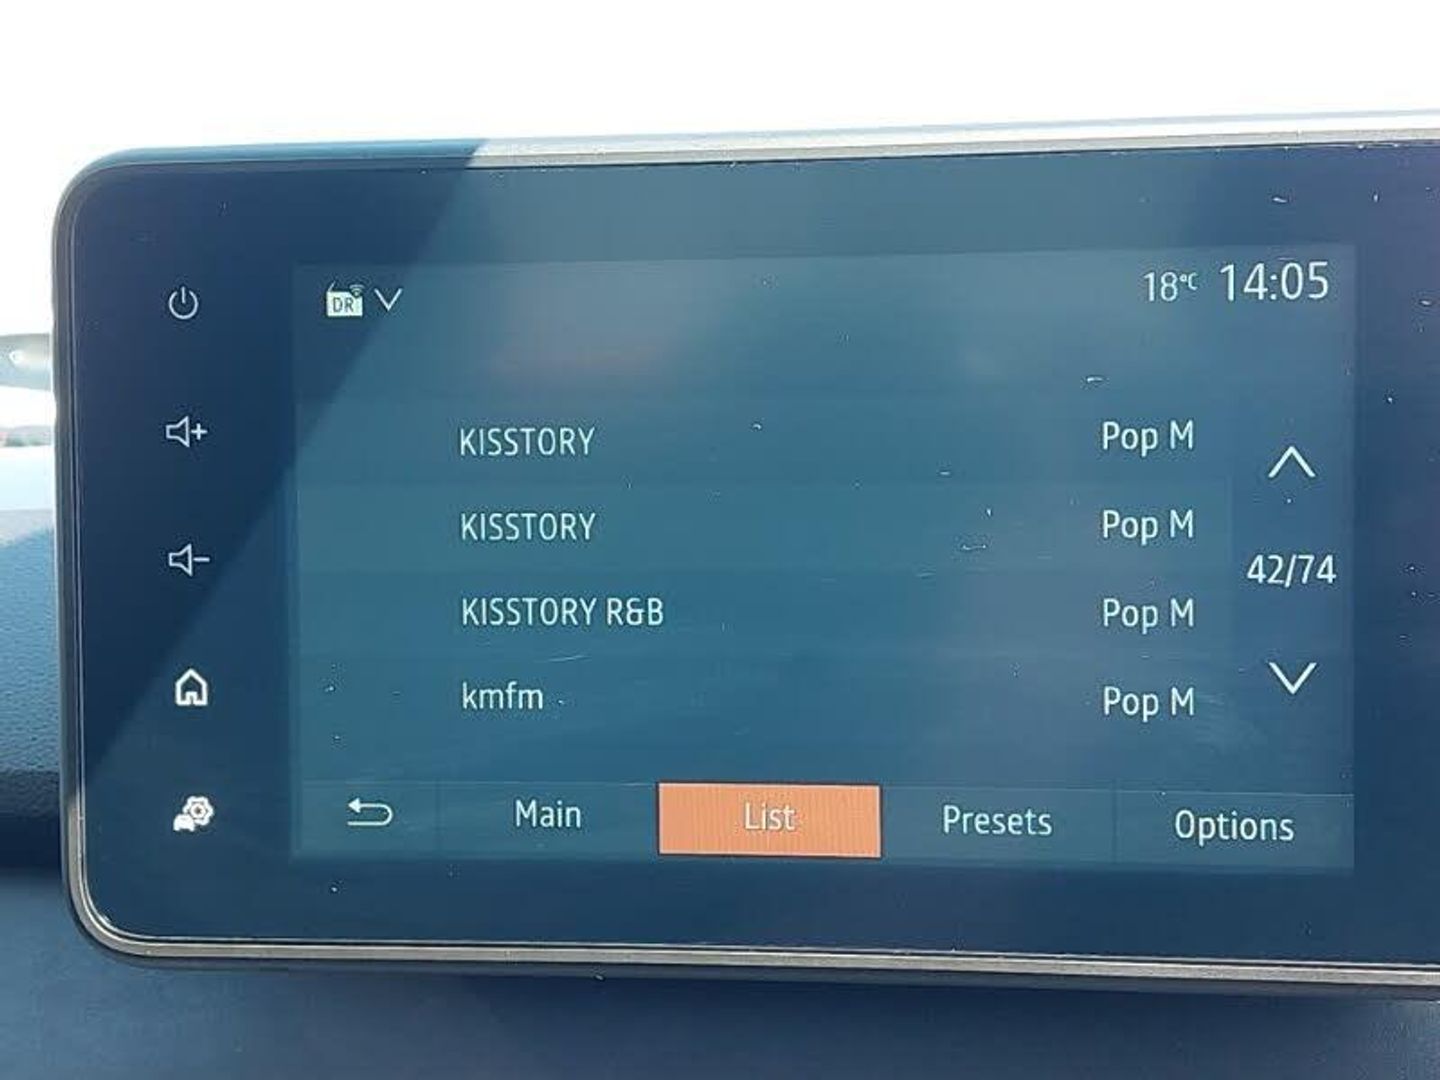 DR
18°C 14:05
KISSTORY Pop M
KISSTORY Pop M
42/74
KISSTORY R&B Pop M
kmfm Pop M
Main List Presets Options